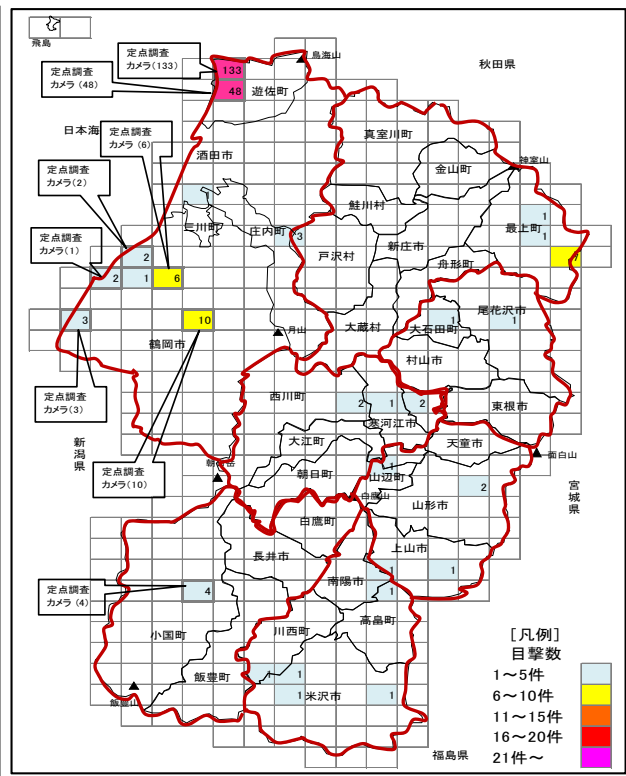 飛島
定点調査
カメラ(133)
定点調査
カメラ(48)
133
48
鳥海山
秋田県
遊佐町
日本海
定点調査
カメラ(6)
真室川町
酒田市
金山町
神室山
定点調査
カメラ(2)
1
鮭川村
1
三川町
庄内町
3
最上町
1
新庄市
定点調査
カメラ(1)
2
戸沢村
7
舟形町
2
1
6
尾花沢市
3
10
大蔵村
大石田町
1
1
月山
鶴岡市
村山市
定点調査
カメラ(3)
西川町
2
1
2
東根市
寒河江市
新潟県
大江町
天童市
面白山
定点調査
カメラ(10)
朝日岳
朝日町
1
山辺町
宮城県
2
白鷹山
山形市
白鷹町
長井市
上山市
定点調査
カメラ(4)
4
南陽市
1
1
1
高畠町
小国町
川西町
[凡例]
目撃数
飯豊町
1
1
1～5件
飯豊山
1
米沢市
1
6～10件
11～15件
16～20件
21件～
福島県